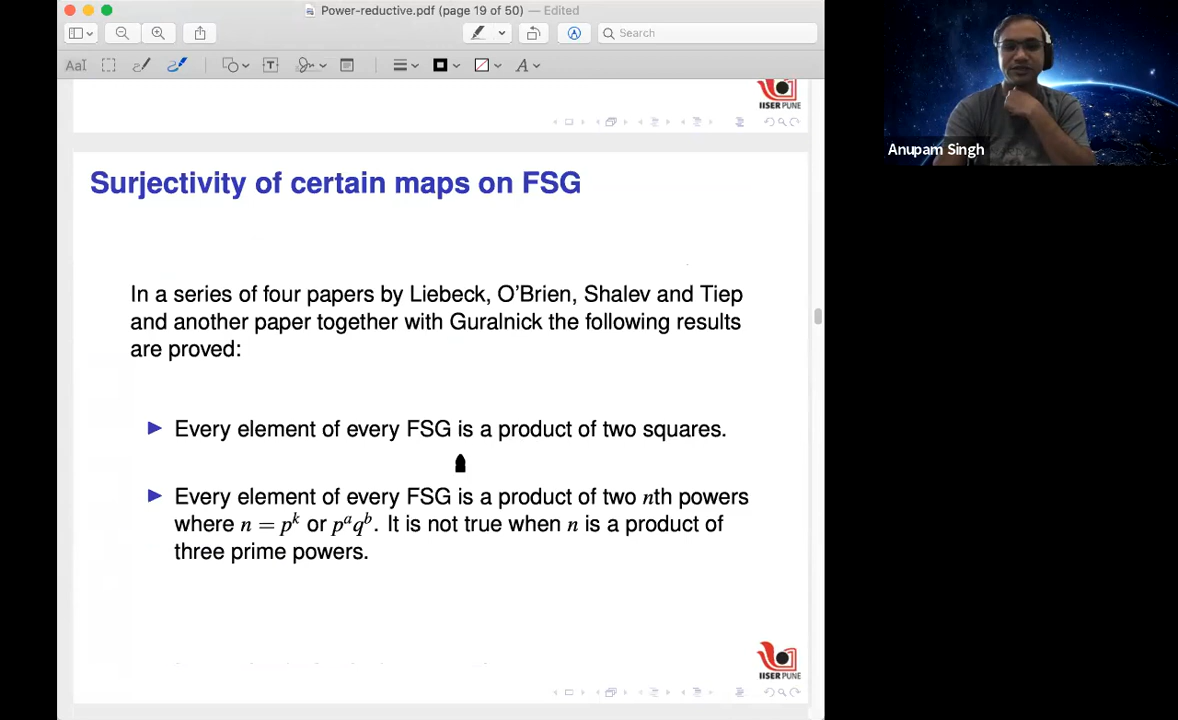 Power-reductive.pdf (page 19 of 50) — Edited
Search
AaI
A
IISER PUNE
Anupam Singh
Surjectivity of certain maps on FSG
In a series of four papers by Liebeck, O'Brien, Shalev and Tiep
and another paper together with Guralnick the following results
are proved:
Every element of every FSG is a product of two squares.
Every element of every FSG is a product of two nth powers
where n = p^k or p^a q^b. It is not true when n is a product of
three prime powers.
IISER PUNE